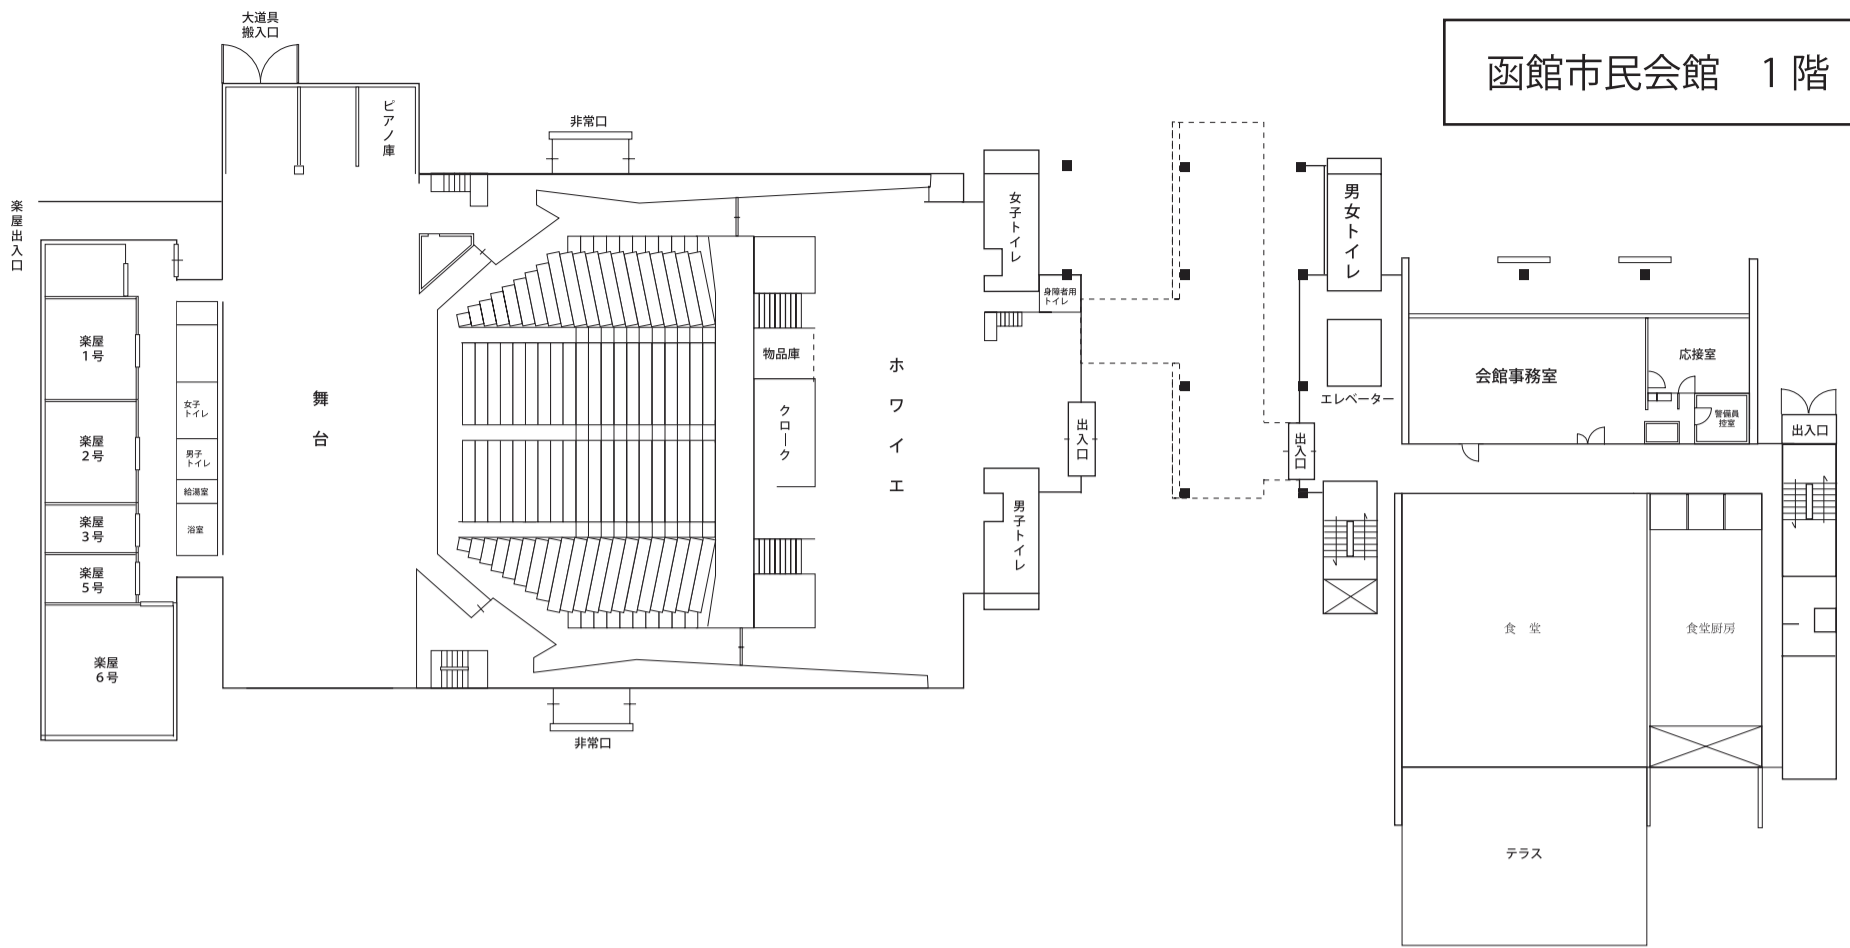 函館市民会館　1階
大道具
搬入口
ピアノ庫
非常口
楽屋出入口
楽屋
1号
楽屋
2号
楽屋
3号
楽屋
5号
楽屋
6号
女子
トイレ
男子
トイレ
給湯室
浴室
舞台
物品庫
クローク
ホワイエ
非常口
女子トイレ
身障者用
トイレ
出入口
男子トイレ
男女トイレ
エレベーター
出入口
会館事務室
応接室
警備員
控室
出入口
食堂
食堂厨房
テラス